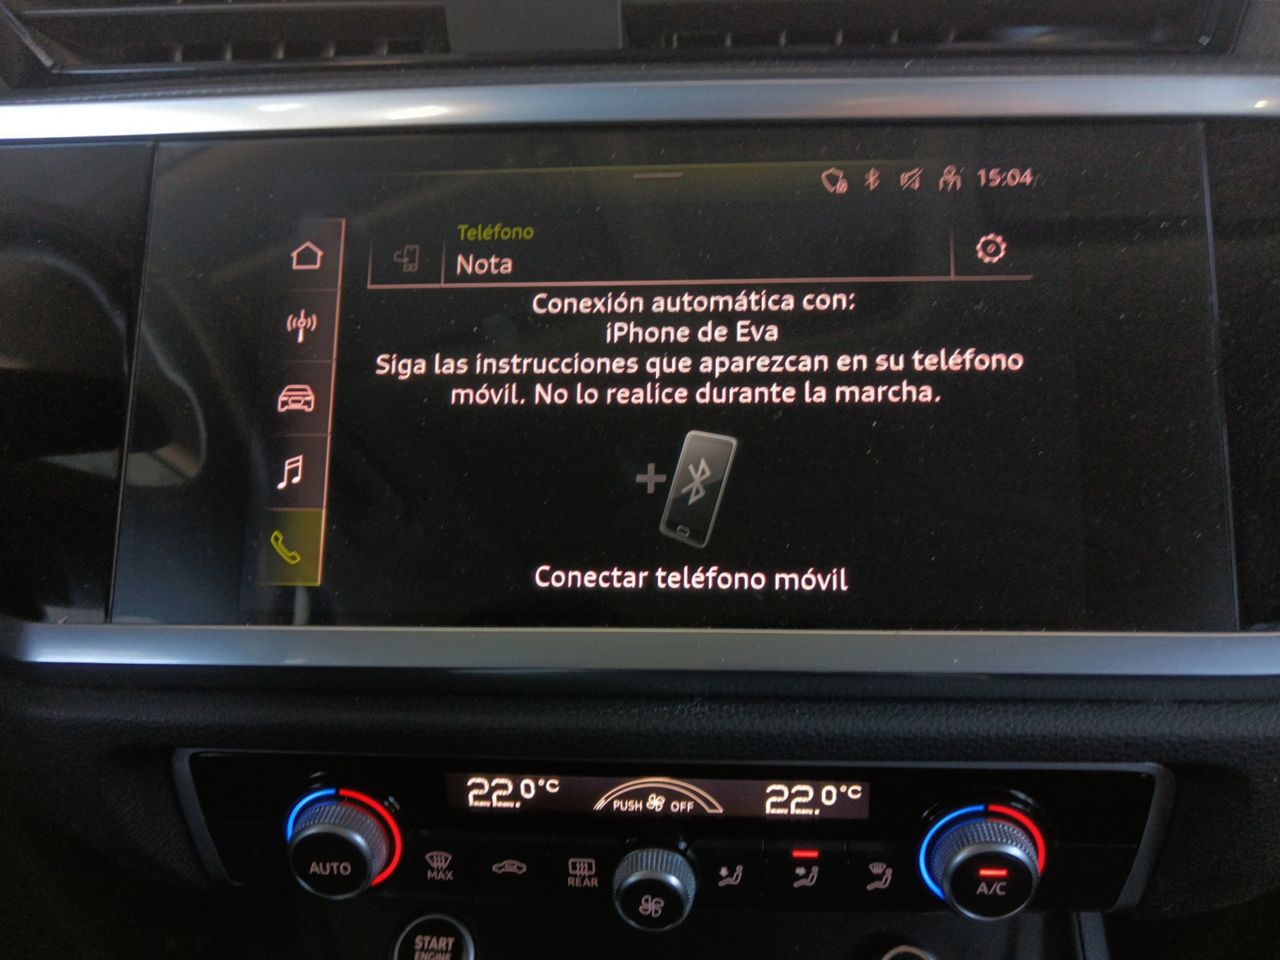 15:04
Teléfono
Nota
Conexión automática con:
iPhone de Eva
Siga las instrucciones que aparezcan en su teléfono
móvil. No lo realice durante la marcha.
Conectar teléfono móvil
22.0°C
PUSH OFF
22.0°C
AUTO
MAX
REAR
A/C
START
ENGINE